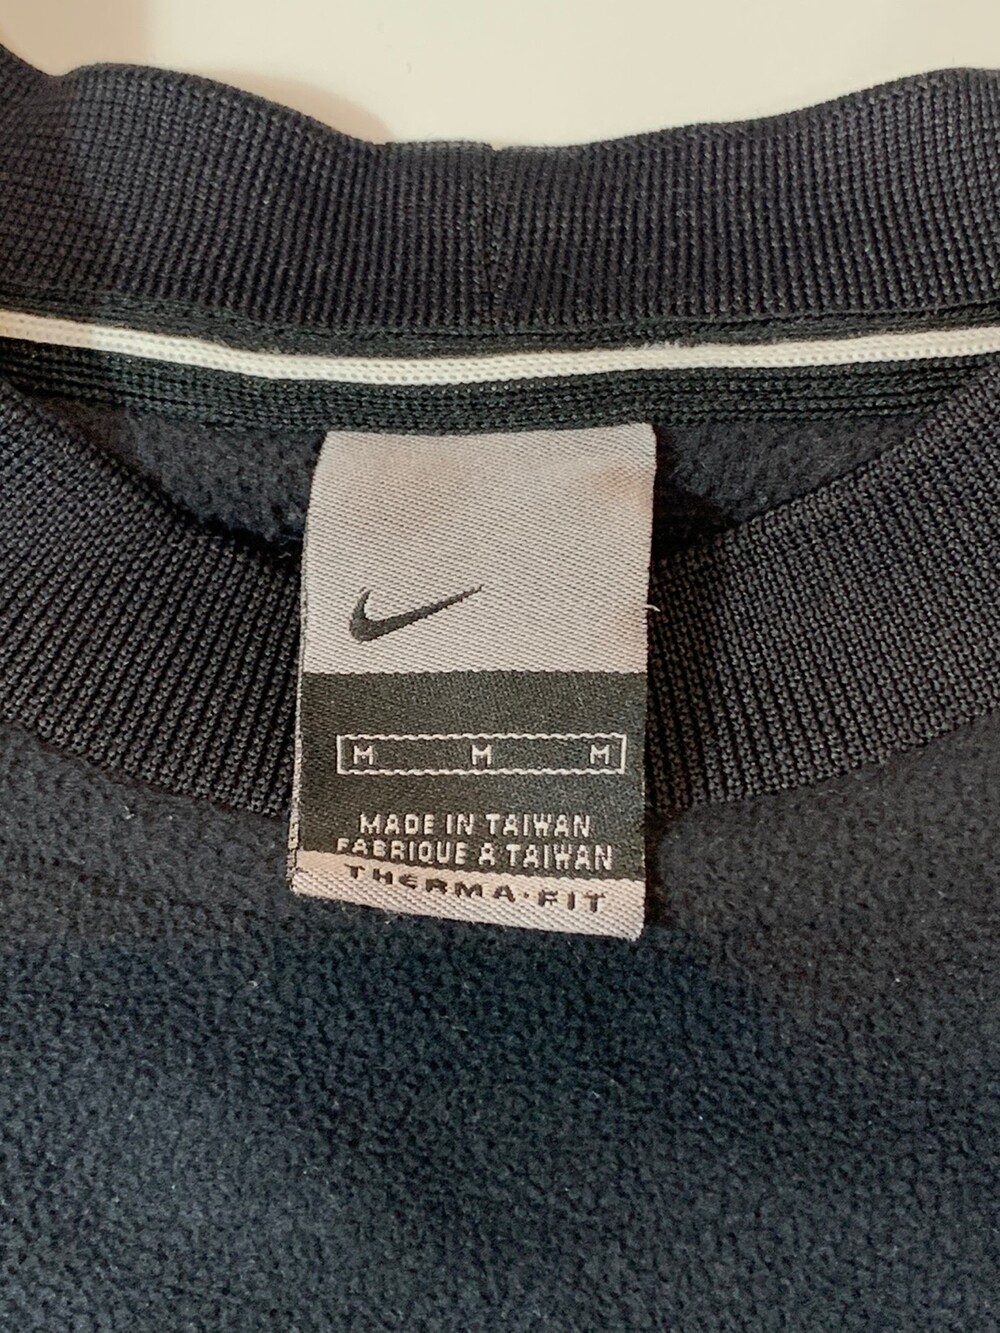 M M M
MADE IN TAIWAN
FABRIQUE A TAIWAN
THERMA·FIT